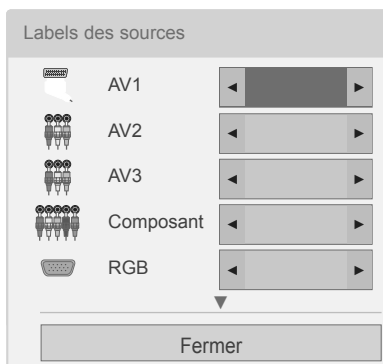 Labels des sources
AV1
AV2
AV3
Composant
RGB
Fermer